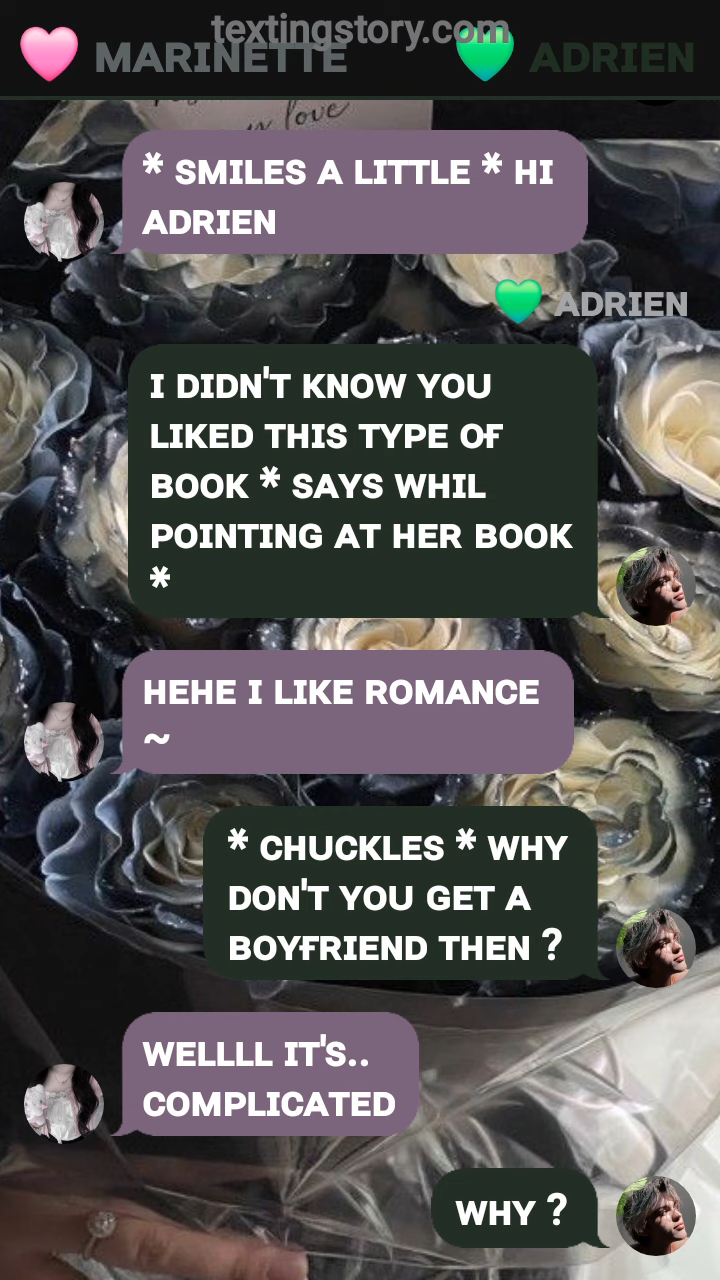 textingstory.com
🩷 MARINETTE 💚 ADRIEN
love
* SMILES A LITTLE * HI
ADRIEN
💚 ADRIEN
I DIDN'T KNOW YOU
LIKED THIS TYPE OF
BOOK * SAYS WHIL
POINTING AT HER BOOK
*
HEHE I LIKE ROMANCE
~
* CHUCKLES * WHY
DON'T YOU GET A
BOYFRIEND THEN ?
WELLLL IT'S..
COMPLICATED
WHY ?